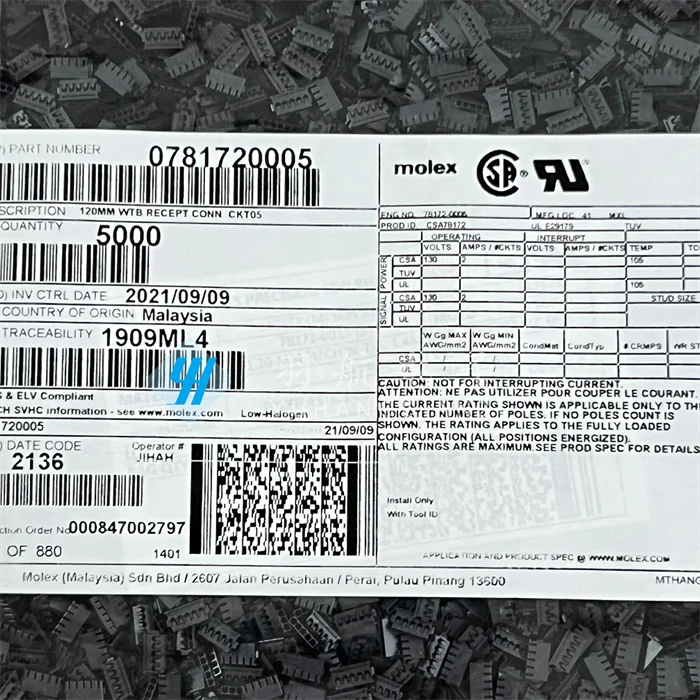 ) PART NUMBER 0781720005
SCRIPTION 120MM WTB RECEPT CONN CKT05
QUANTITY 5000
D) INV CTRL DATE 2021/09/09
COUNTRY OF ORIGIN Malaysia
TRACEABILITY 1909ML4
S & ELV Compliant
CH SVHC information - see www.molex.com Low-Halogen
720005 21/09/09
) DATE CODE Operator #
2136 JIHAH
ction Order No 000847002797
OF 880 1401
molex SA ® UR
ENG.NO. 78172-0005 MFG LOC. 41 MXL
PROD ID CSA78172 UL E29179 TUV
OPERATING INTERRUPT
VOLTS AMPS / #CKTS VOLTS AMPS / #CKTS TEMP TO
POWER CSA 130 2 105
TUV
UL 105
SIGNAL CSA 130 2 STUD SIZE
TUV
UL
W Gg MAX W Gg MIN
AWG/mm2 AWG/mm2 CondMat CondTyp # CRMPS WR ST
CSA / /
UL / /
CAUTION: NOT FOR INTERRUPTING CURRENT.
ATTENTION: NE PAS UTILIZER POUR COUPER LE COURANT.
THE CURRENT RATING SHOWN IS APPLICABLE ONLY TO THE
INDICATED NUMBER OF POLES. IF NO POLES COUNT IS
SHOWN. THE RATING APPLIES TO THE FULLY LOADED
CONFIGURATION (ALL POSITIONS ENERGIZED).
ALL RATINGS ARE MAXIMUM. SEE PROD SPEC FOR DETAILS
Install Only
With Tool ID:
APPLICATION AND PRODUCT SPEC @ WWW.MOLEX.COM
Molex (Malaysia) Sdn Bhd / 2607 Jalan Perusahaan / Perai, Pulau Pinang 13600 MTHANG